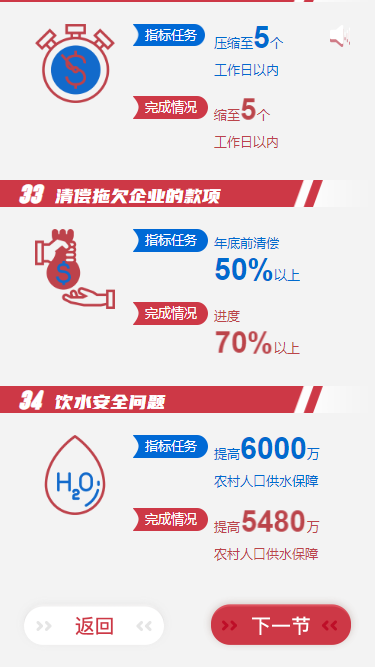 指标任务
压缩至5个
工作日以内
完成情况
缩至5个
工作日以内
33 清偿拖欠企业的款项
指标任务
年底前清偿
50%以上
$
完成情况
进度
70%以上
34 饮水安全问题
指标任务
提高6000万
农村人口供水保障
H2O
完成情况
提高5480万
农村人口供水保障
返回
下一节